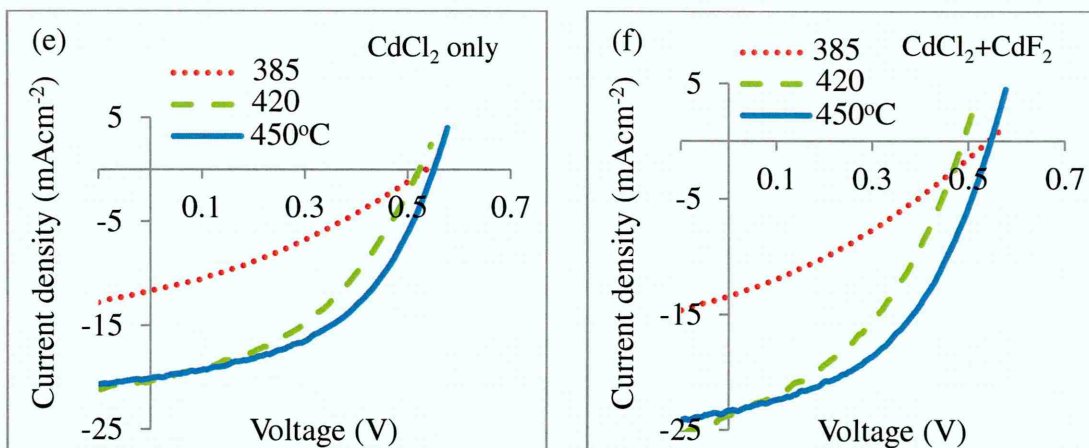 (e)
CdCl₂ only
385
420
450°C
Current density (mAcm⁻²)
5
-5
-15
-25
0.1
0.3
0.5
0.7
Voltage (V)
(f)
CdCl₂+CdF₂
385
420
450°C
Current density (mAcm⁻²)
5
-5
-15
-25
0.1
0.3
0.5
0.7
Voltage (V)